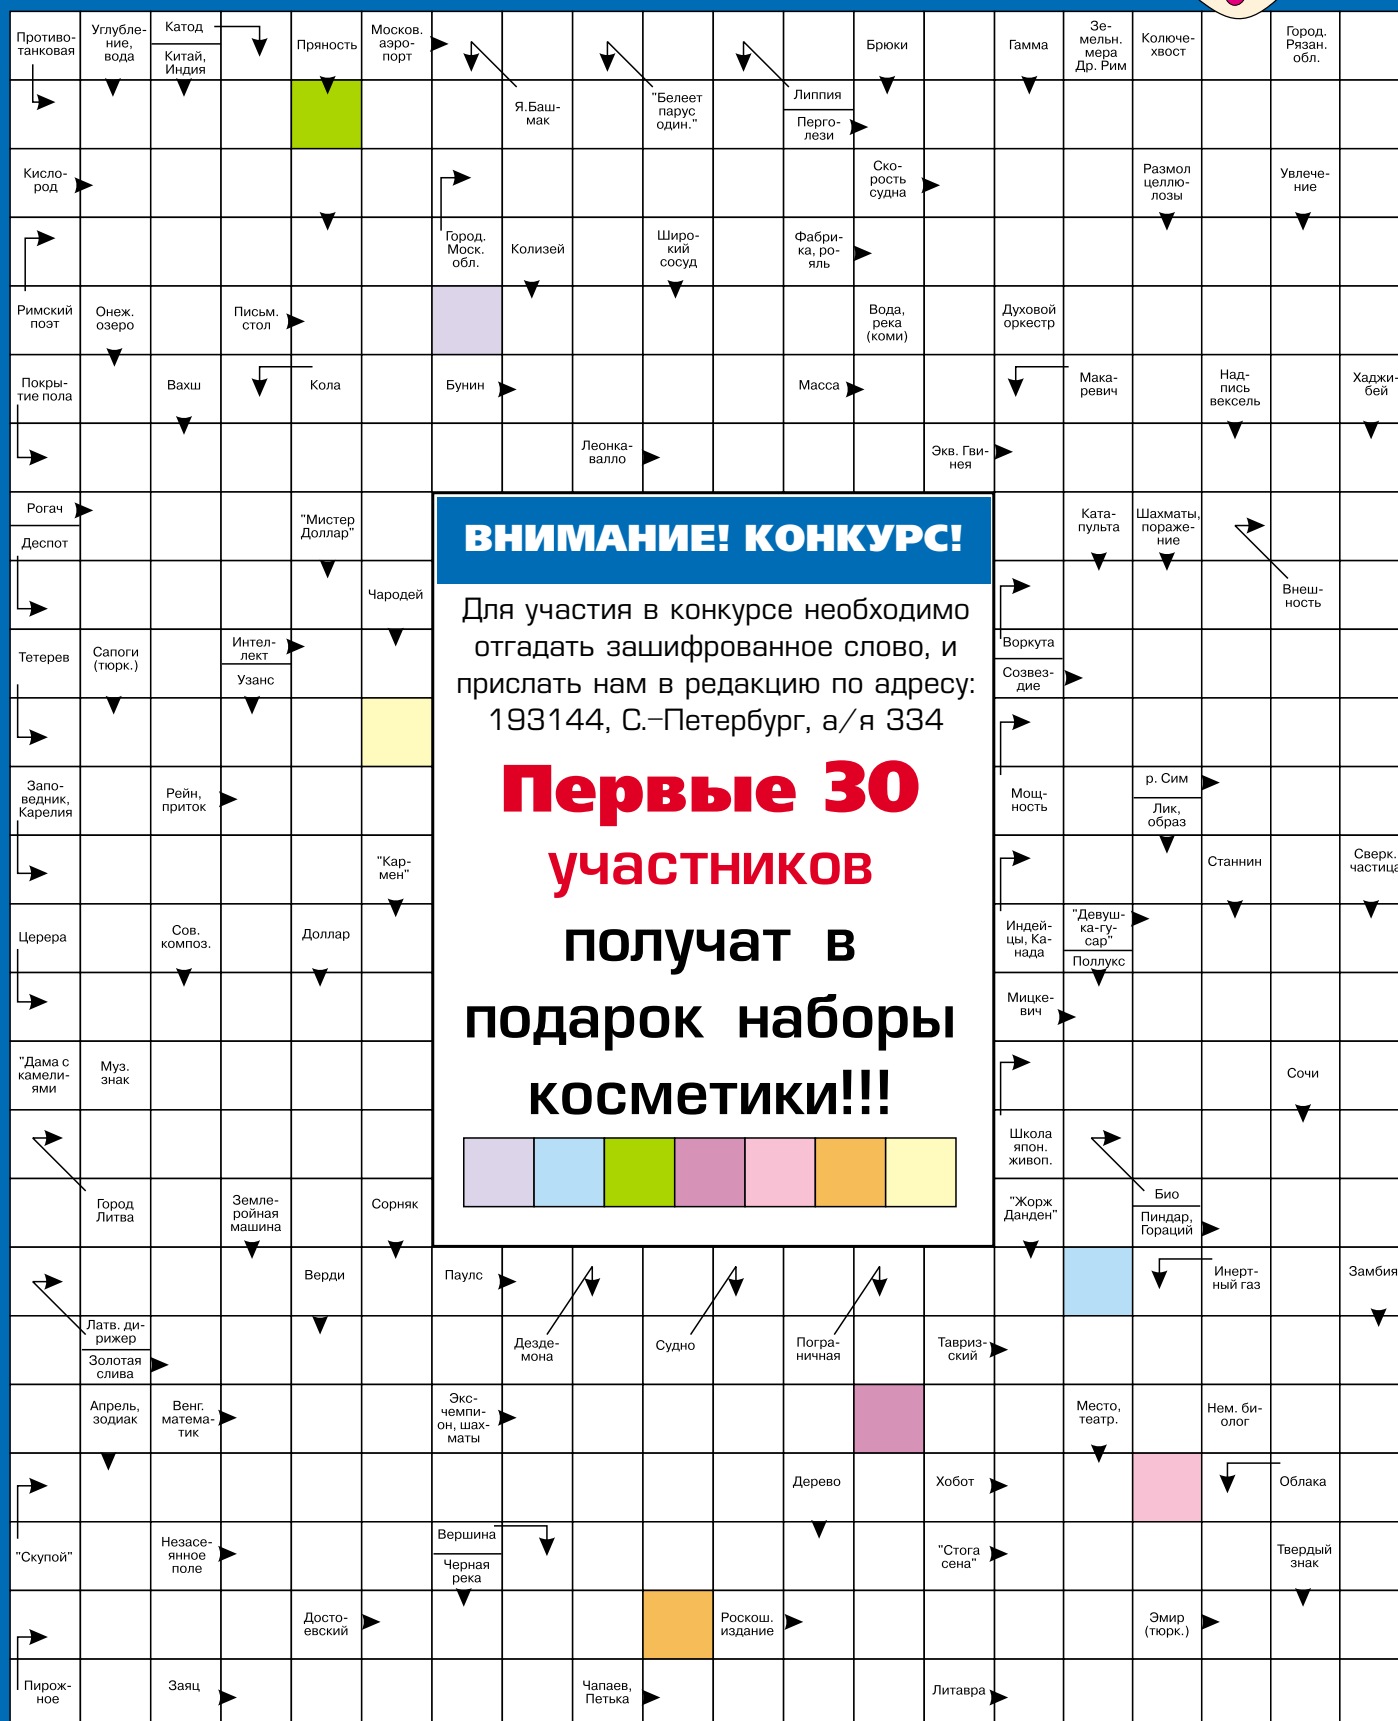 Противо-
танковая
Углубле-
ние,
вода
Катод
Китай,
Индия
Пряность
Москов.
аэро-
порт
Брюки
Гамма
Зе-
мельн.
мера
Др. Рим
Колюче-
хвост
Город.
Рязан.
обл.
Я.Баш-
мак
"Белеет
парус
один."
Липпия
Перго-
лези
Кисло-
род
Ско-
рость
судна
Размол
целлю-
лозы
Увлече-
ние
Город.
Моск.
обл.
Колизей
Широ-
кий
сосуд
Фабри-
ка, ро-
яль
Римский
поэт
Онеж.
озеро
Письм.
стол
Вода,
река
(коми)
Духовой
оркестр
Покры-
тие пола
Вахш
Кола
Бунин
Масса
Мака-
ревич
Над-
пись
вексель
Хаджи-
бей
Леонка-
валло
Экв. Гви-
нея
Рогач
Деспот
"Мистер
Доллар"
ВНИМАНИЕ! КОНКУРС!
Ката-
пульта
Шахматы,
пораже-
ние
Чародей
Для участия в конкурсе необходимо
отгадать зашифрованное слово, и
прислать нам в редакцию по адресу:
193144, С.-Петербург, а/я 334
Внеш-
ность
Тетерев
Сапоги
(тюрк.)
Интел-
лект
Узанс
Воркута
Созвез-
дие
Первые 30
участников
получат в
подарок наборы
косметики!!!
Запо-
ведник,
Карелия
Рейн,
приток
Мощ-
ность
р. Сим
Лик,
образ
"Кар-
мен"
Станнин
Сверк.
частица
Церера
Сов.
композ.
Доллар
Индей-
цы, Ка-
нада
"Девуш-
ка-гу-
сар"
Поллукс
Мицке-
вич
"Дама с
камели-
ями
Муз.
знак
Сочи
Школа
япон.
живоп.
Город
Литва
Земле-
ройная
машина
Сорняк
"Жорж
Данден"
Био
Пиндар,
Гораций
Верди
Паулс
Инерт-
ный газ
Замбия
Латв. ди-
рижер
Золотая
слива
Дезде-
мона
Судно
Погра-
ничная
Тавриз-
ский
Апрель,
зодиак
Венг.
матема-
тик
Экс-
чемпи-
он, шах-
маты
Место,
театр.
Нем. би-
олог
Дерево
Хобот
Облака
"Скупой"
Незасе-
янное
поле
Вершина
Черная
река
"Стога
сена"
Твердый
знак
Досто-
евский
Роскош.
издание
Эмир
(тюрк.)
Пирож-
ное
Заяц
Чапаев,
Петька
Литавра